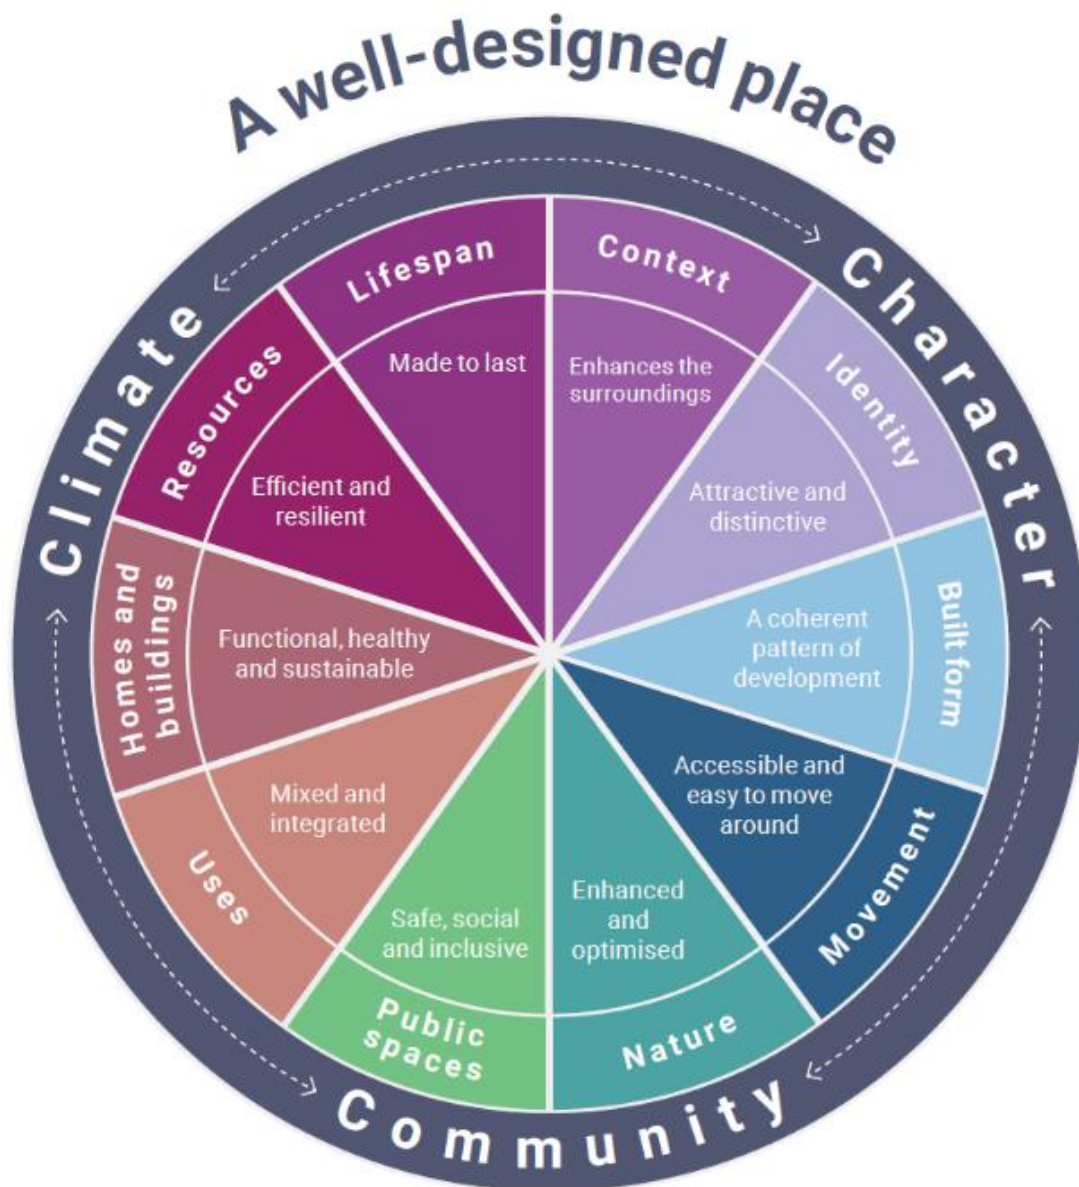 A well-designed place
Climate
Character
Community
Context
Enhances the
surroundings
Identity
Attractive and
distinctive
Built form
A coherent
pattern of
development
Movement
Accessible and
easy to move
around
Nature
Enhanced
and
optimised
Public
spaces
Safe, social
and inclusive
Uses
Mixed and
integrated
Homes and
buildings
Functional, healthy
and sustainable
Resources
Efficient and
resilient
Lifespan
Made to last